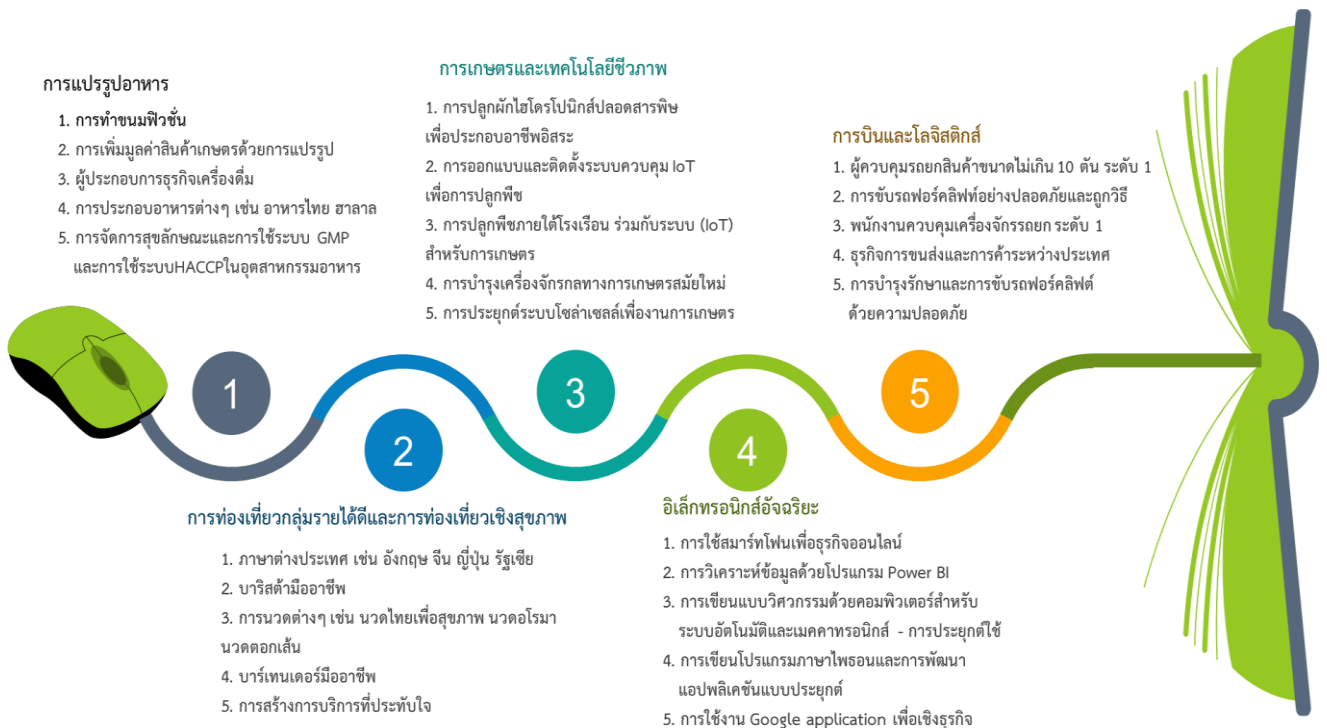 การแปรรูปอาหาร
1. การทำขนมฟิวชั่น
2. การเพิ่มมูลค่าสินค้าเกษตรด้วยการแปรรูป
3. ผู้ประกอบการธุรกิจเครื่องดื่ม
4. การประกอบอาหารต่างๆ เช่น อาหารไทย ฮาลาล
5. การจัดการสุขลักษณะและการใช้ระบบ GMP
และการใช้ระบบHACCPในอุตสาหกรรมอาหาร
การเกษตรและเทคโนโลยีชีวภาพ
1. การปลูกผักไฮโดรโปนิกส์ปลอดสารพิษ
เพื่อประกอบอาชีพอิสระ
2. การออกแบบและติดตั้งระบบควบคุม IoT
เพื่อการปลูกพืช
3. การปลูกพืชภายใต้โรงเรือน ร่วมกับระบบ (IoT)
สำหรับการเกษตร
4. การบำรุงเครื่องจักรกลทางการเกษตรสมัยใหม่
5. การประยุกต์ระบบโซล่าเซลล์เพื่องานการเกษตร
การบินและโลจิสติกส์
1. ผู้ควบคุมรถยกสินค้าขนาดไม่เกิน 10 ตัน ระดับ 1
2. การขับรถฟอร์คลิฟท์อย่างปลอดภัยและถูกวิธี
3. พนักงานควบคุมเครื่องจักรรถยก ระดับ 1
4. ธุรกิจการขนส่งและการค้าระหว่างประเทศ
5. การบำรุงรักษาและการขับรถฟอร์คลิฟต์
ด้วยความปลอดภัย
1
2
3
4
5
การท่องเที่ยวกลุ่มรายได้ดีและการท่องเที่ยวเชิงสุขภาพ
1. ภาษาต่างประเทศ เช่น อังกฤษ จีน ญี่ปุ่น รัฐเซีย
2. บาริสต้ามืออาชีพ
3. การนวดต่างๆ เช่น นวดไทยเพื่อสุขภาพ นวดอโรมา
นวดตอกเส้น
4. บาร์เทนเดอร์มืออาชีพ
5. การสร้างการบริการที่ประทับใจ
อิเล็กทรอนิกส์อัจฉริยะ
1. การใช้สมาร์ทโฟนเพื่อธุรกิจออนไลน์
2. การวิเคราะห์ข้อมูลด้วยโปรแกรม Power BI
3. การเขียนแบบวิศวกรรมด้วยคอมพิวเตอร์สำหรับ
ระบบอัตโนมัติและเมคคาทรอนิกส์ - การประยุกต์ใช้
4. การเขียนโปรแกรมภาษาไพธอนและการพัฒนา
แอปพลิเคชันแบบประยุกต์
5. การใช้งาน Google application เพื่อเชิงธุรกิจ